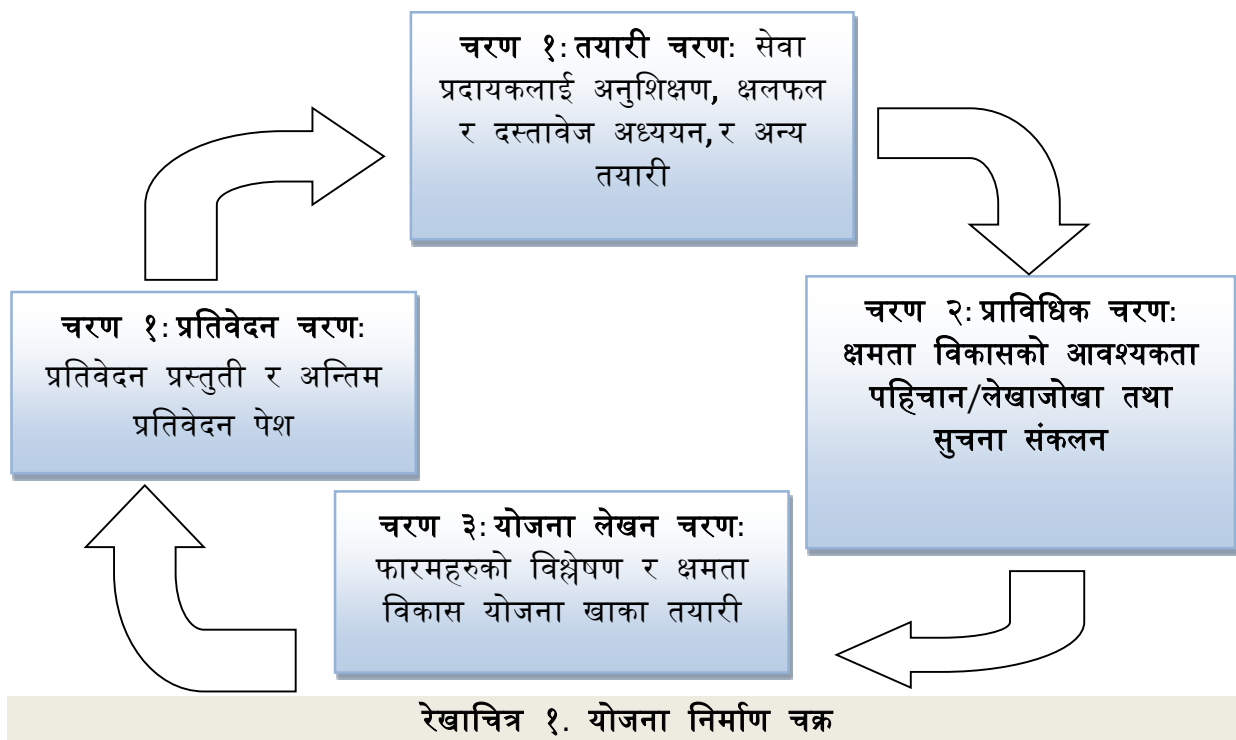 चरण १: तयारी चरण: सेवा
प्रदायकलाई अनुशिक्षण, क्षलफल
र दस्तावेज अध्ययन, र अन्य
तयारी
चरण २: प्राविधिक चरण:
क्षमता विकासको आवश्यकता
पहिचान/लेखाजोखा तथा
सुचना संकलन
चरण ३: योजना लेखन चरण:
फारमहरुको विश्लेषण र क्षमता
विकास योजना खाका तयारी
चरण १: प्रतिवेदन चरण:
प्रतिवेदन प्रस्तुती र अन्तिम
प्रतिवेदन पेश
रेखाचित्र १. योजना निर्माण चक्र